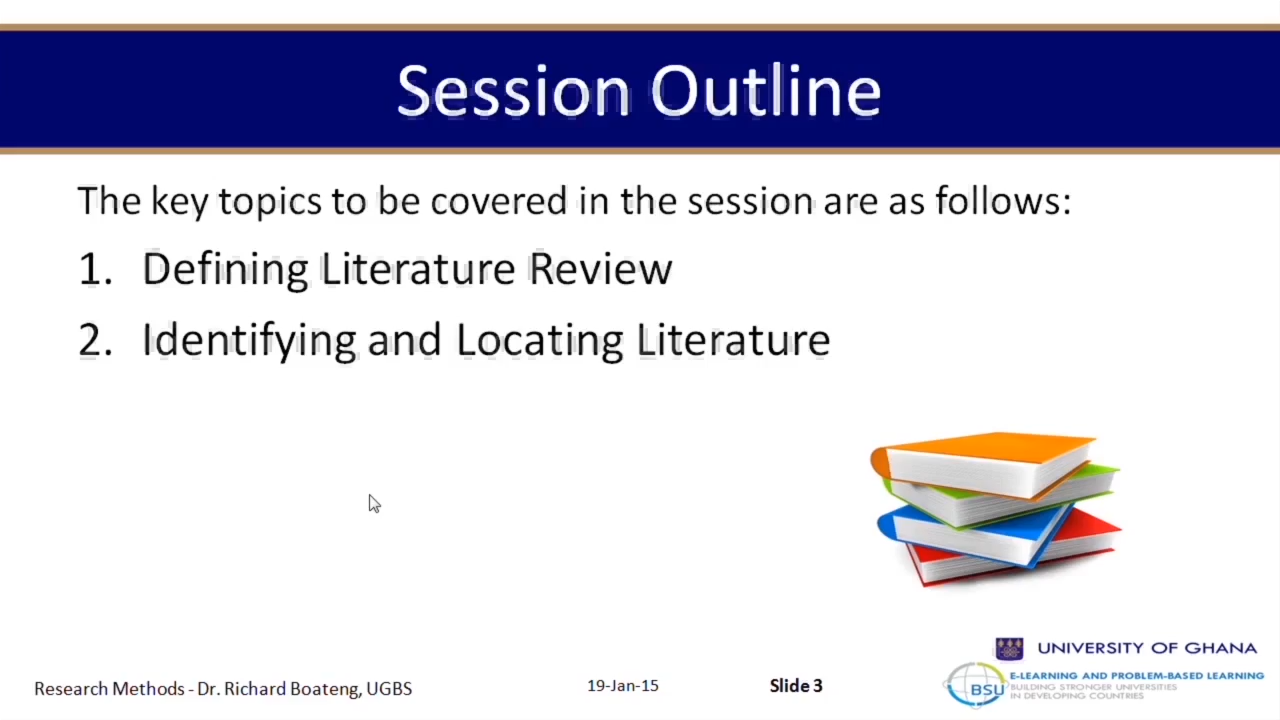 Session Outline
The key topics to be covered in the session are as follows:
1. Defining Literature Review
2. Identifying and Locating Literature
UNIVERSITY OF GHANA
Research Methods - Dr. Richard Boateng, UGBS
19-Jan-15
Slide 3
BSU
E-LEARNING AND PROBLEM-BASED LEARNING
BUILDING STRONGER UNIVERSITIES
IN DEVELOPING COUNTRIES